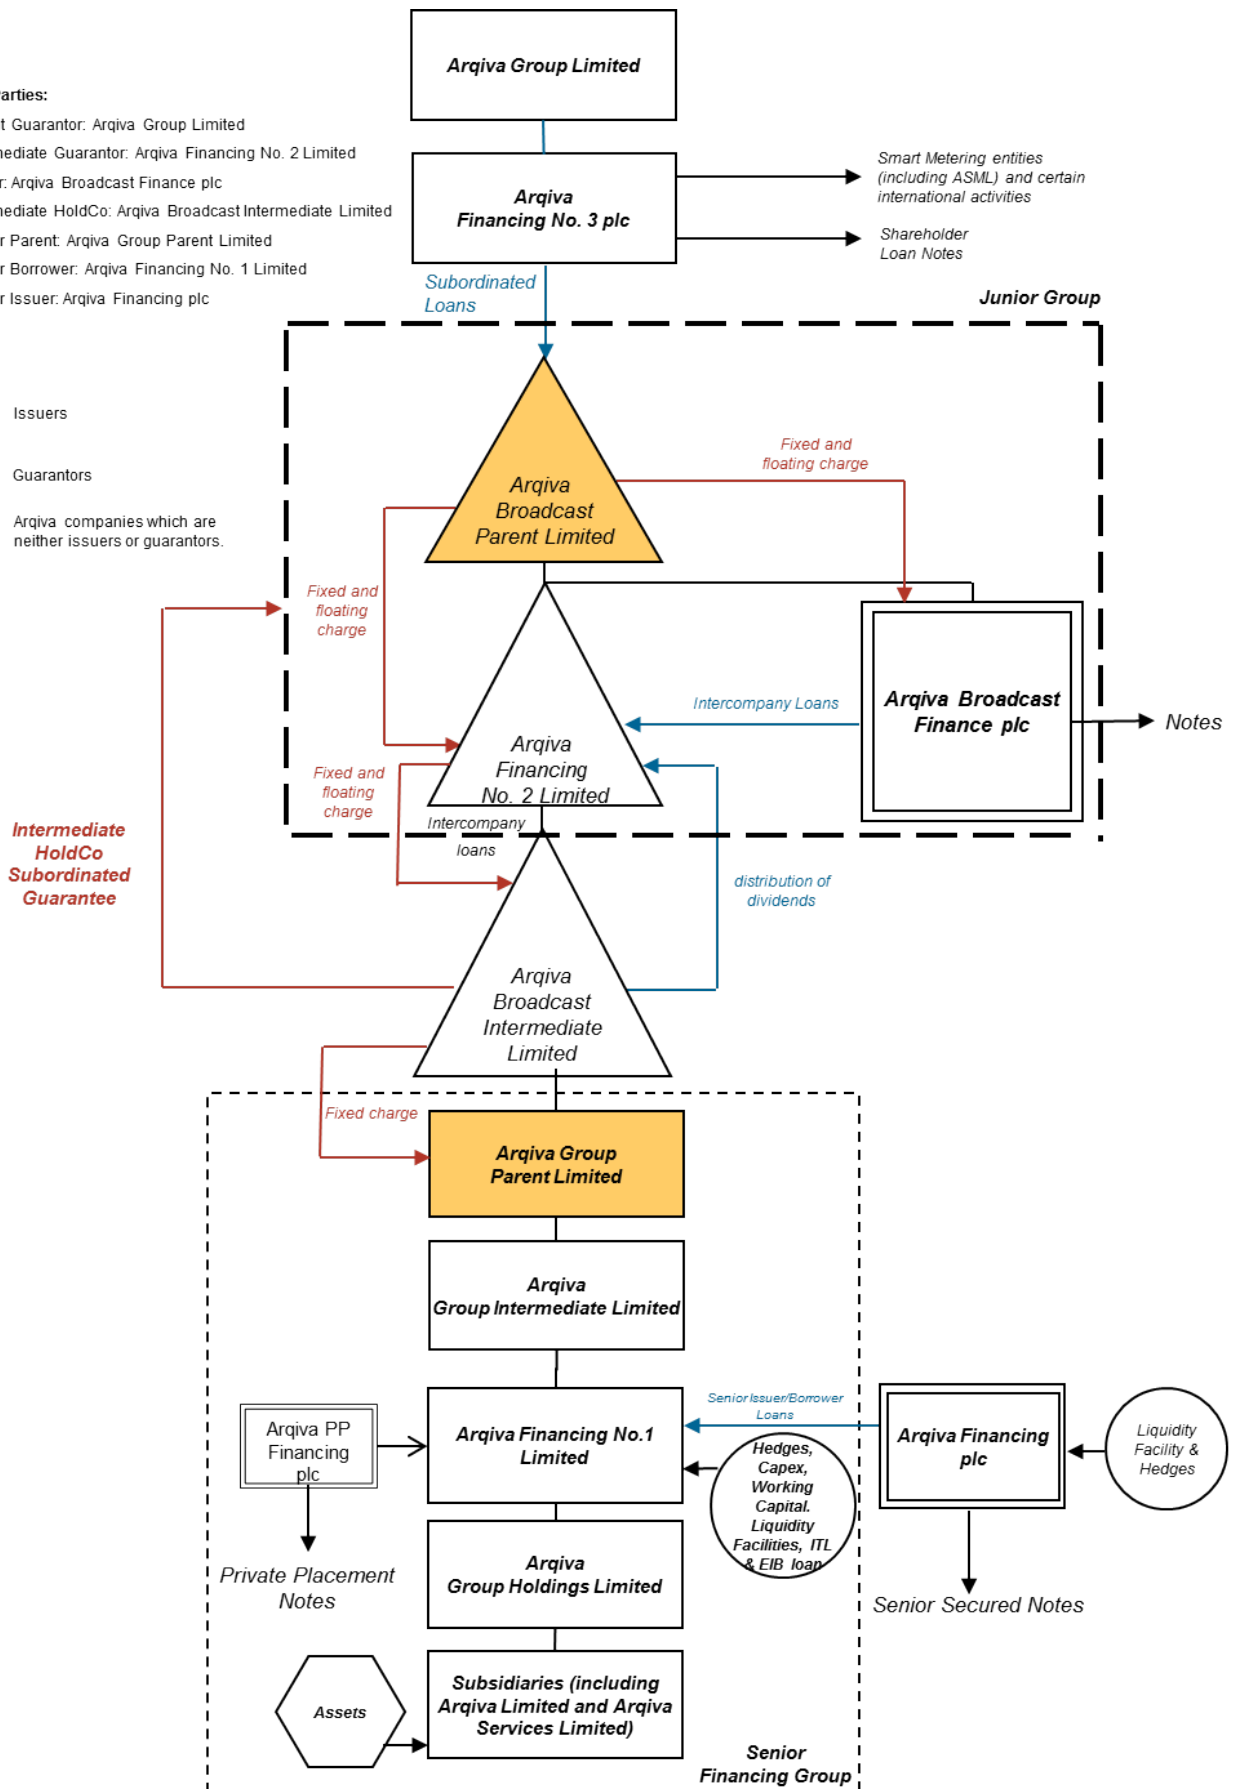 Arqiva Group Limited
arties:
t Guarantor: Arqiva Group Limited
nediate Guarantor: Arqiva Financing No. 2 Limited
r: Arqiva Broadcast Finance plc
nediate HoldCo: Arqiva Broadcast Intermediate Limited
r Parent: Arqiva Group Parent Limited
r Borrower: Arqiva Financing No. 1 Limited
r Issuer: Arqiva Financing plc
Arqiva
Financing No. 3 plc
Smart Metering entities
(including ASML) and certain
international activities
Shareholder
Loan Notes
Subordinated
Loans
Junior Group
Issuers
Guarantors
Arqiva companies which are
neither issuers or guarantors.
Fixed and
floating charge
Arqiva
Broadcast
Parent Limited
Fixed and
floating
charge
Intercompany Loans
Arqiva Broadcast
Finance plc
Notes
Arqiva
Financing
No. 2 Limited
Fixed and
floating
charge
Intercompany
loans
Intermediate
HoldCo
Subordinated
Guarantee
distribution of
dividends
Arqiva
Broadcast
Intermediate
Limited
Fixed charge
Arqiva Group
Parent Limited
Arqiva
Group Intermediate Limited
Senior Issuer/Borrower
Loans
Arqiva PP
Financing
plc
Arqiva Financing No.1
Limited
Arqiva Financing
plc
Liquidity
Facility &
Hedges
Hedges,
Capex,
Working
Capital.
Liquidity
Facilities, ITL
& EIB loan
Private Placement
Notes
Arqiva
Group Holdings Limited
Senior Secured Notes
Assets
Subsidiaries (including
Arqiva Limited and Arqiva
Services Limited)
Senior
Financing Group